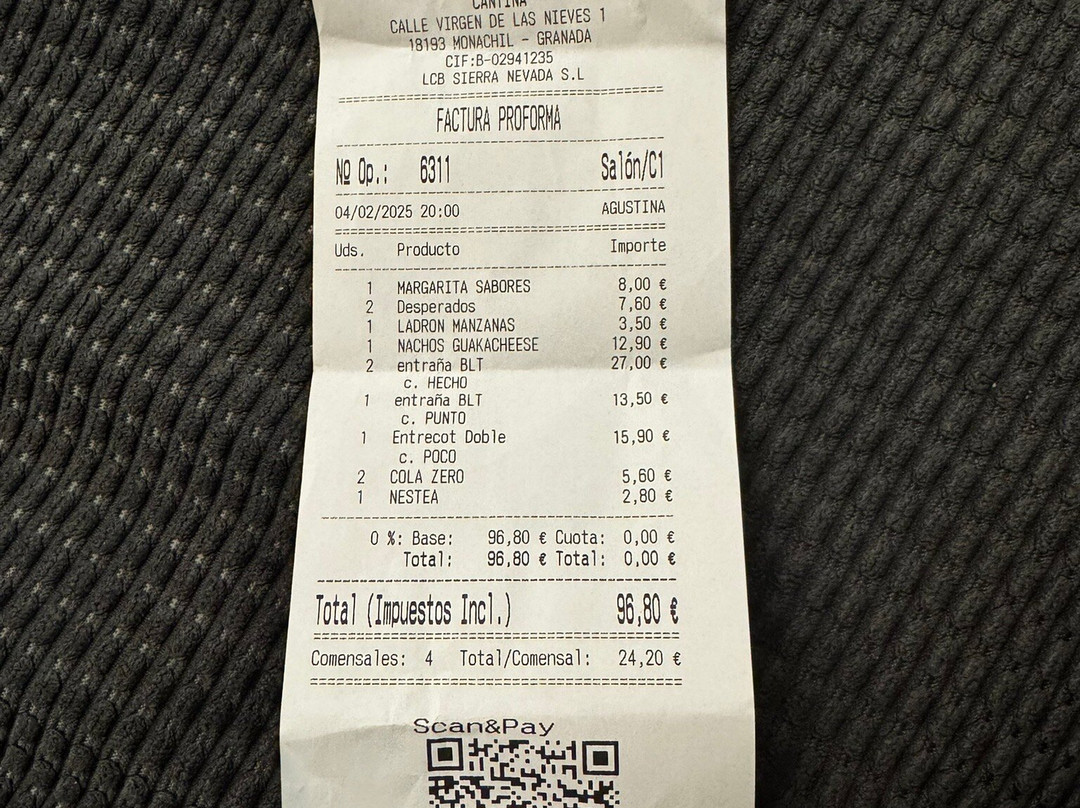 CANTINA
CALLE VIRGEN DE LAS NIEVES 1
18193 MONACHIL - GRANADA
CIF:B-02941235
LCB SIERRA NEVADA S.L
FACTURA PROFORMA
Nº Op.: 6311 Salón/C1
04/02/2025 20:00 AGUSTINA
Uds. Producto Importe
1 MARGARITA SABORES 8,00 €
2 Desperados 7,60 €
1 LADRON MANZANAS 3,50 €
1 NACHOS GUAKACHEESE 12,90 €
2 entraña BLT 27,00 €
c. HECHO
1 entraña BLT 13,50 €
c. PUNTO
1 Entrecot Doble 15,90 €
c. POCO
2 COLA ZERO 5,60 €
1 NESTEA 2,80 €
0 %: Base: 96,80 € Cuota: 0,00 €
Total: 96,80 € Total: 0,00 €
Total (Impuestos Incl.) 96,80 €
Comensales: 4 Total/Comensal: 24,20 €
Scan&Pay